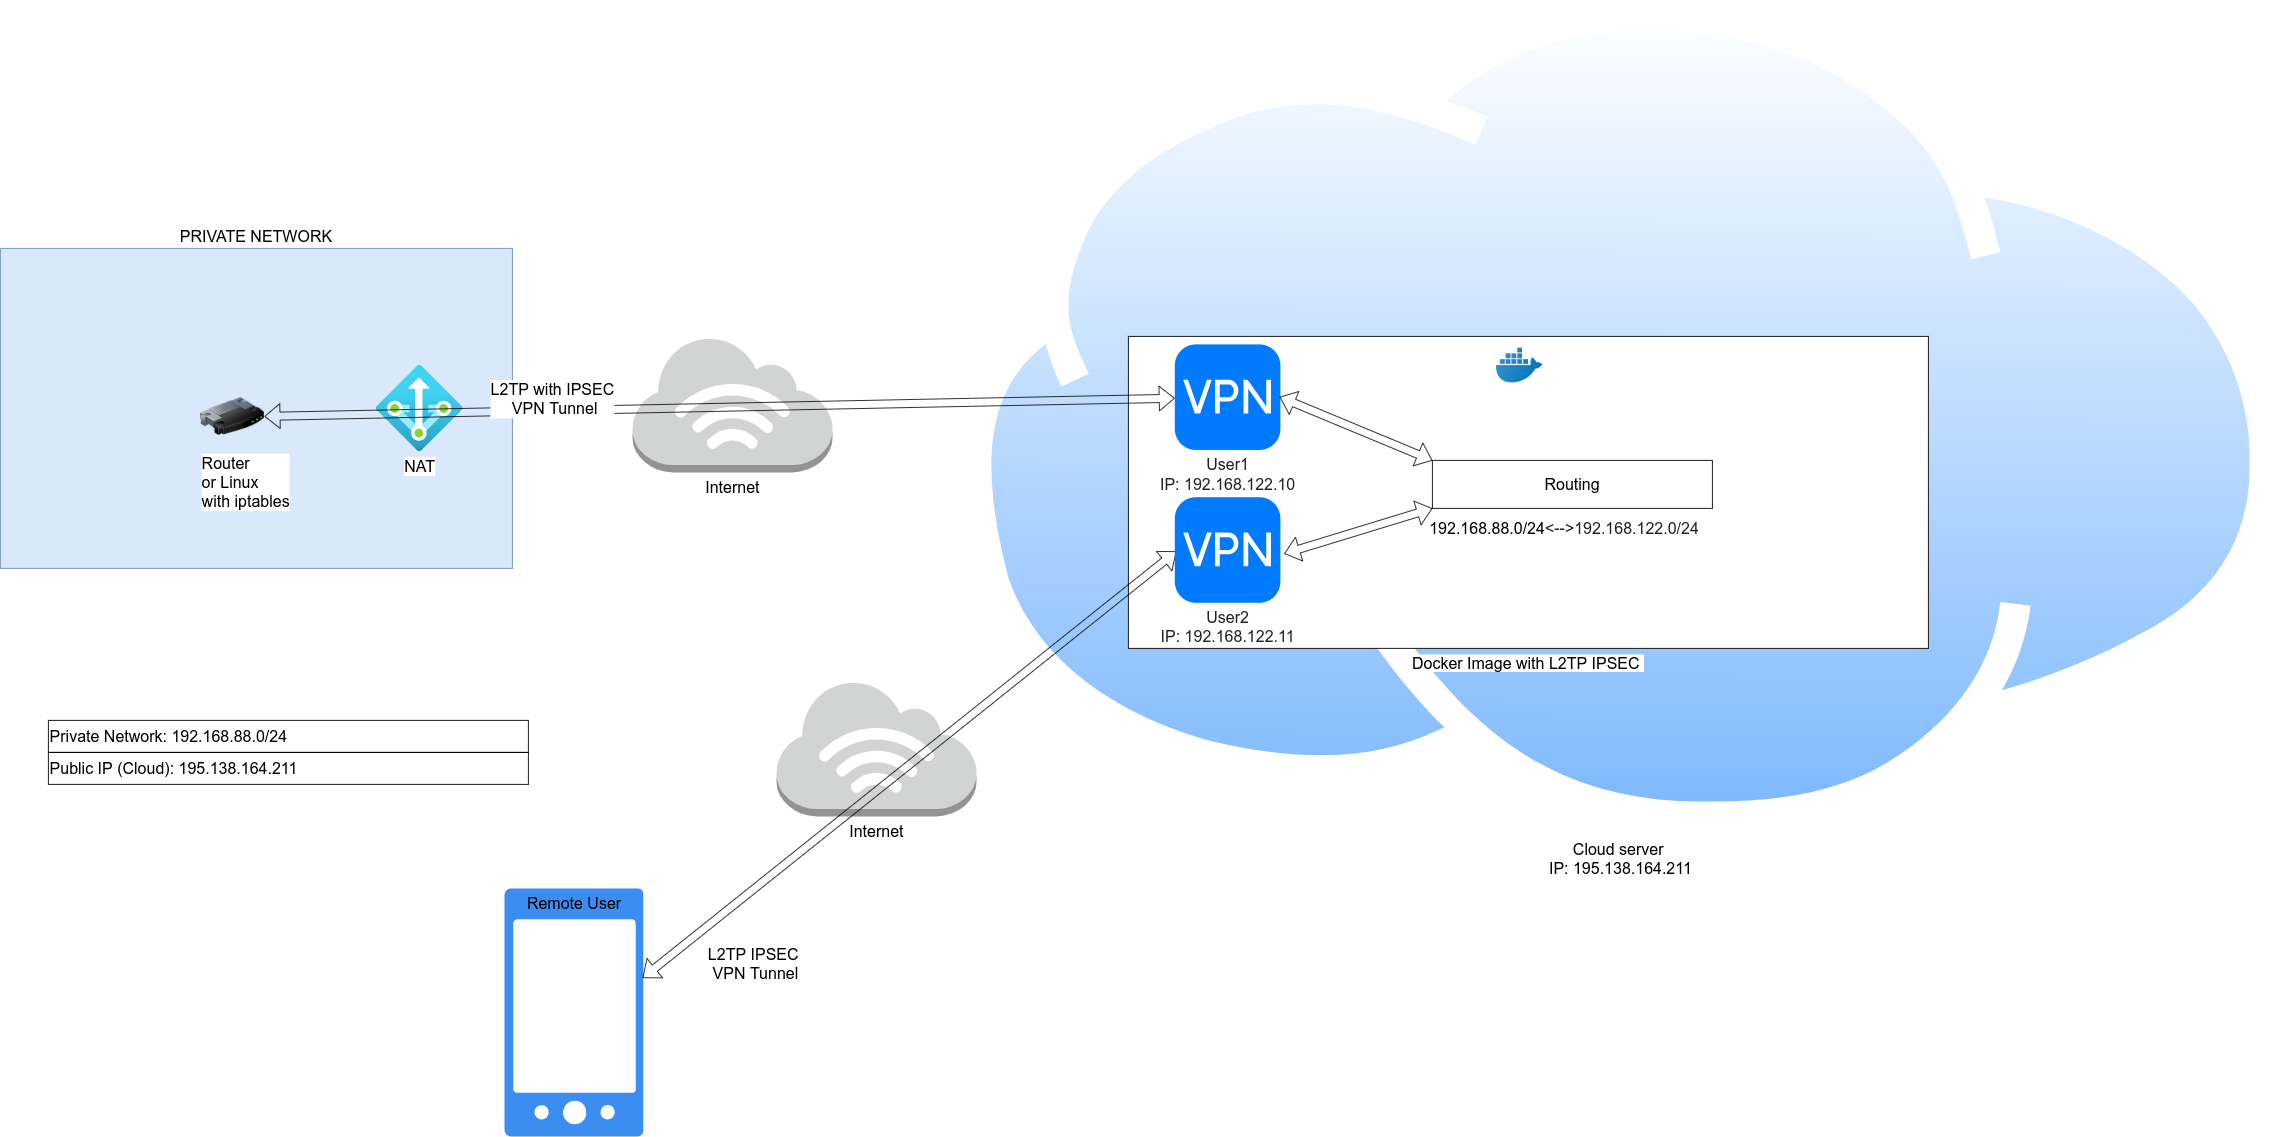 PRIVATE NETWORK
Router
or Linux
with iptables
NAT
L2TP with IPSEC
VPN Tunnel
Internet
VPN
User1
IP: 192.168.122.10
VPN
User2
IP: 192.168.122.11
Routing
192.168.88.0/24<-->192.168.122.0/24
Docker Image with L2TP IPSEC
Private Network: 192.168.88.0/24
Public IP (Cloud): 195.138.164.211
Internet
Cloud server
IP: 195.138.164.211
Remote User
L2TP IPSEC
VPN Tunnel